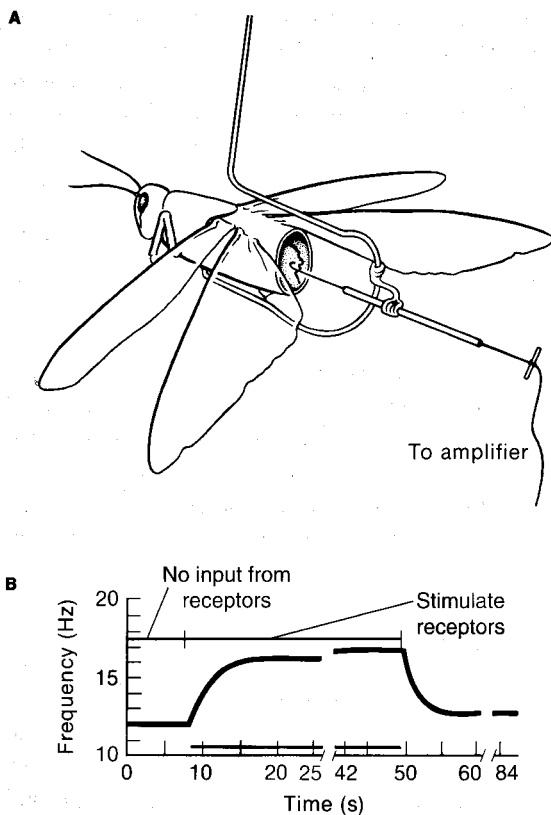 A
To amplifier
B
No input from
receptors
Stimulate
receptors
Frequency (Hz)
20
15
10
0 10 20 25 42 50 60 84
Time (s)